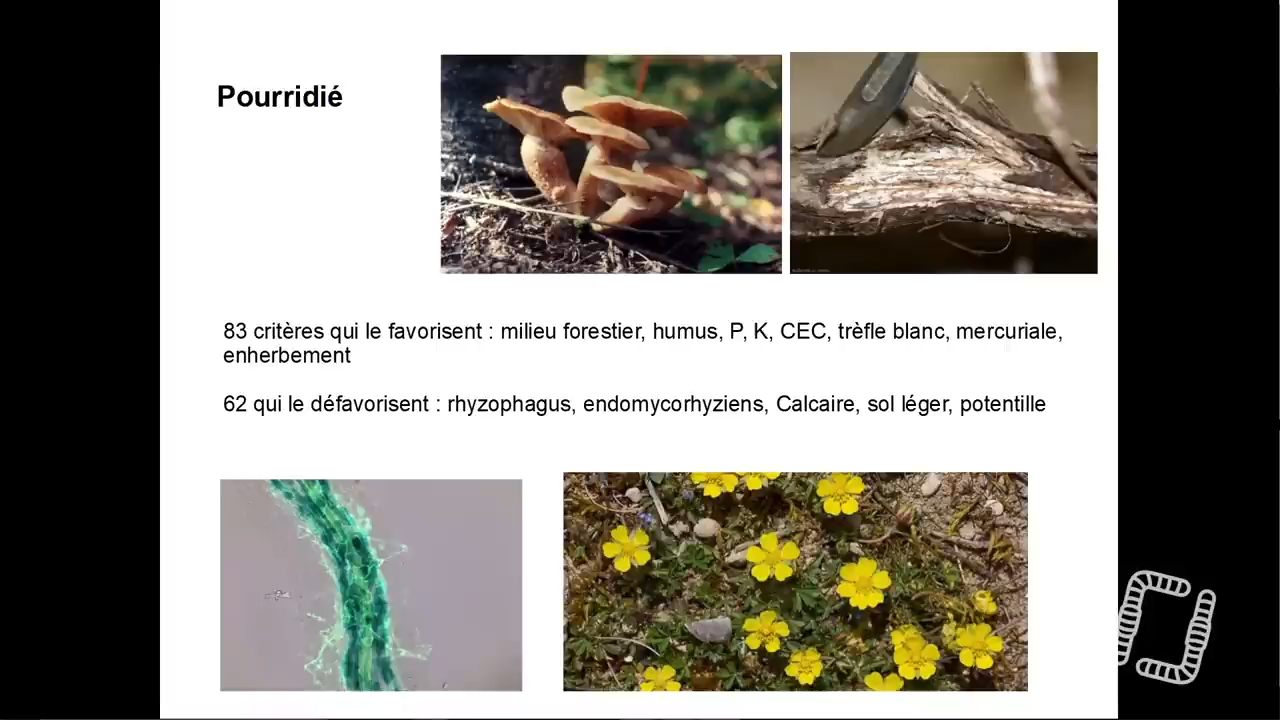 Pourridié
83 critères qui le favorisent : milieu forestier, humus, P, K, CEC, trèfle blanc, mercuriale,
enherbement
62 qui le défavorisent : rhyzophagus, endomycorhyziens, Calcaire, sol léger, potentille